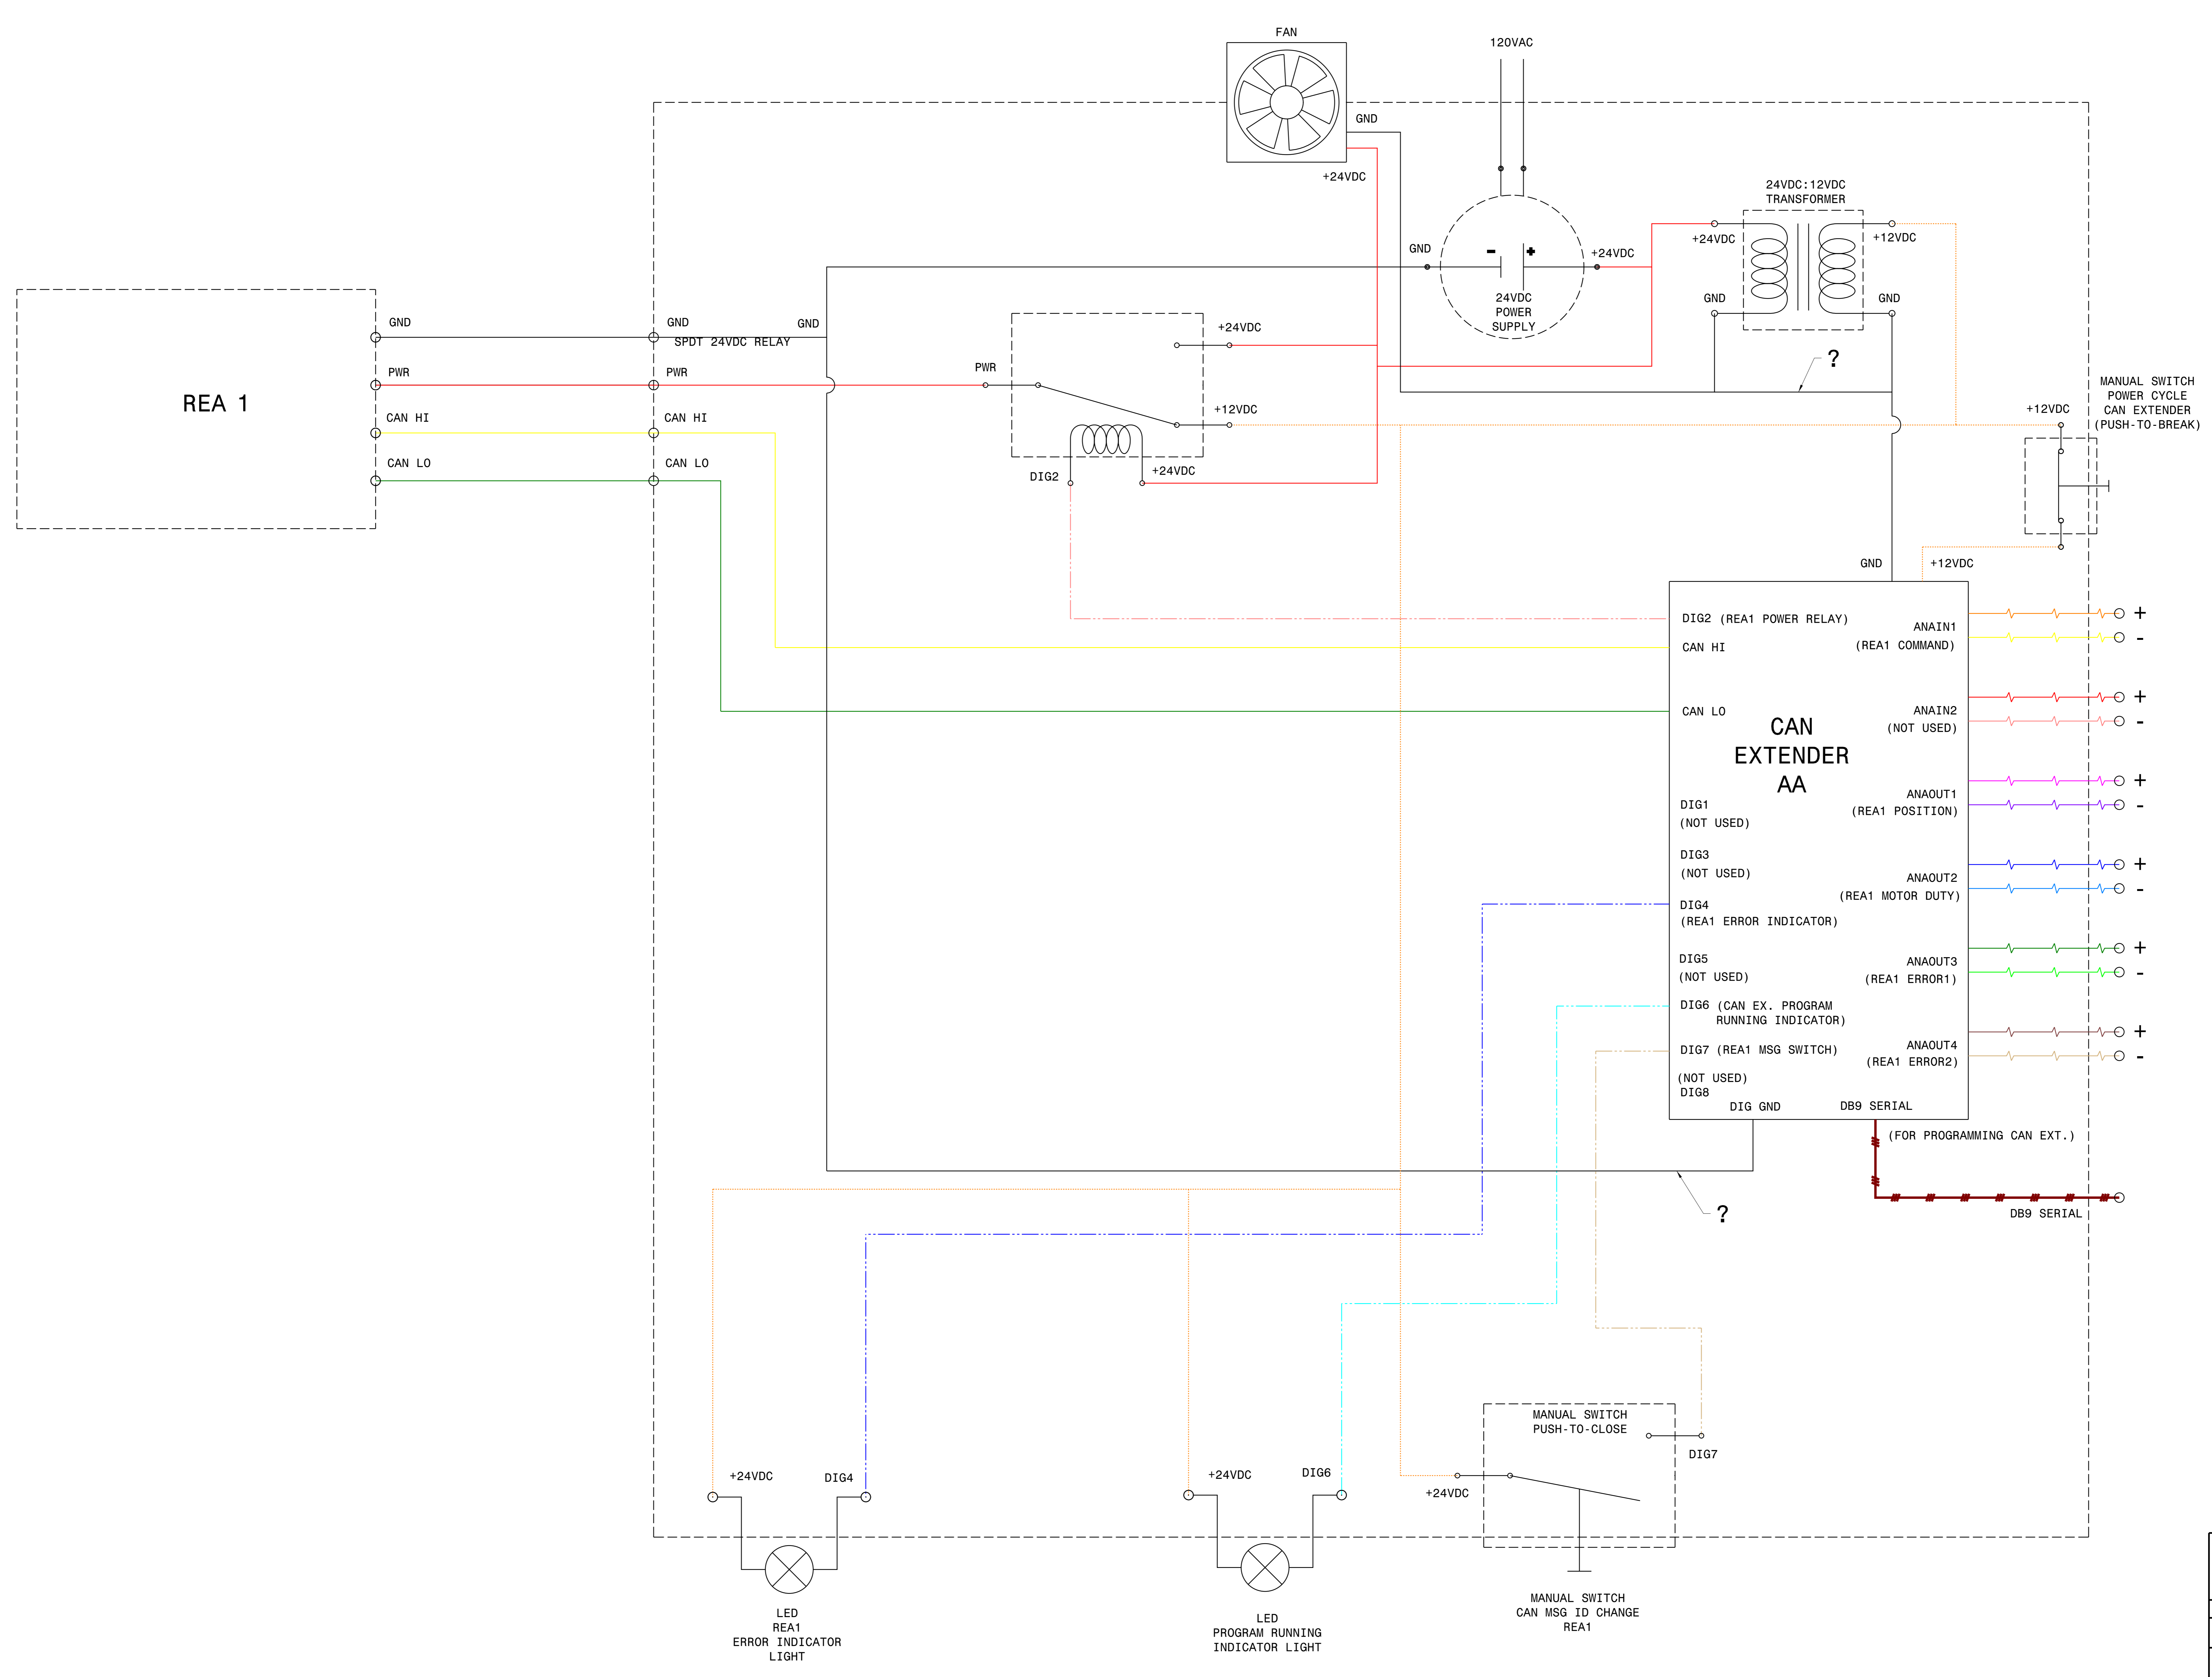 FAN
120VAC
GND
+24VDC
24VDC:12VDC
TRANSFORMER
+24VDC
+12VDC
GND
GND
GND
- +
+24VDC
24VDC
POWER
SUPPLY
?
REA 1
GND
PWR
CAN HI
CAN LO
GND
SPDT 24VDC RELAY
GND
PWR
CAN HI
CAN LO
PWR
+24VDC
+12VDC
DIG2
+24VDC
MANUAL SWITCH
POWER CYCLE
CAN EXTENDER
(PUSH-TO-BREAK)
+12VDC
GND
+12VDC
DIG2 (REA1 POWER RELAY)
CAN HI
CAN LO
CAN
EXTENDER
AA
DIG1
(NOT USED)
DIG3
(NOT USED)
DIG4
(REA1 ERROR INDICATOR)
DIG5
(NOT USED)
DIG6 (CAN EX. PROGRAM
RUNNING INDICATOR)
DIG7 (REA1 MSG SWITCH)
(NOT USED)
DIG8
DIG GND
DB9 SERIAL
ANAIN1
(REA1 COMMAND)
+
-
ANAIN2
(NOT USED)
+
-
ANAOUT1
(REA1 POSITION)
+
-
ANAOUT2
(REA1 MOTOR DUTY)
+
-
ANAOUT3
(REA1 ERROR1)
+
-
ANAOUT4
(REA1 ERROR2)
+
-
(FOR PROGRAMMING CAN EXT.)
DB9 SERIAL
?
+24VDC
DIG4
LED
REA1
ERROR INDICATOR
LIGHT
+24VDC
DIG6
LED
PROGRAM RUNNING
INDICATOR LIGHT
MANUAL SWITCH
PUSH-TO-CLOSE
DIG7
+24VDC
MANUAL SWITCH
CAN MSG ID CHANGE
REA1